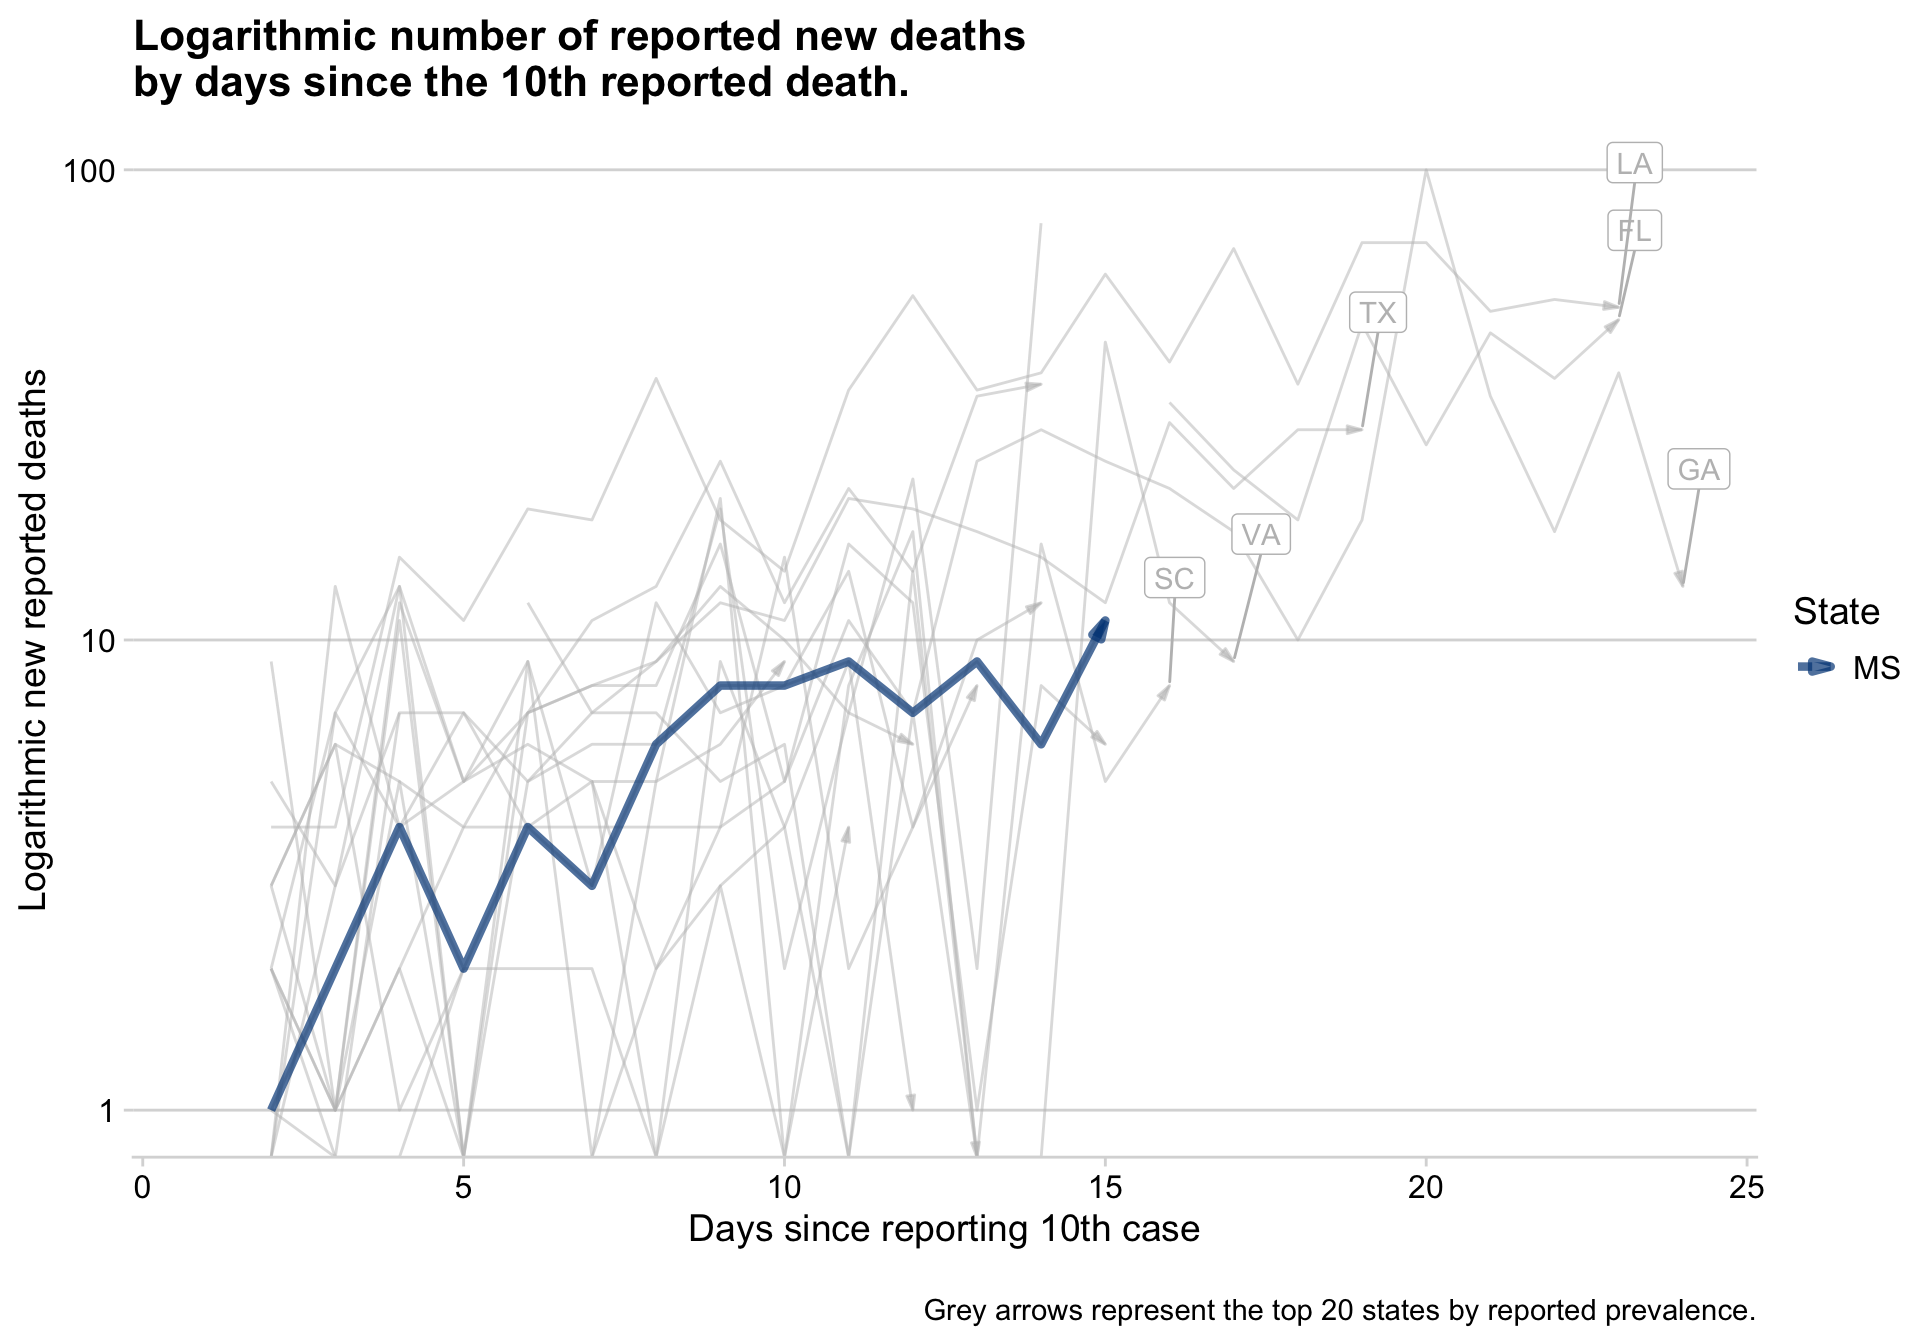 Logarithmic number of reported new deaths
by days since the 10th reported death.
Logarithmic new reported deaths
100
10
1
LA
FL
TX
GA
VA
SC
State
MS
0 5 10 15 20 25
Days since reporting 10th case
Grey arrows represent the top 20 states by reported prevalence.